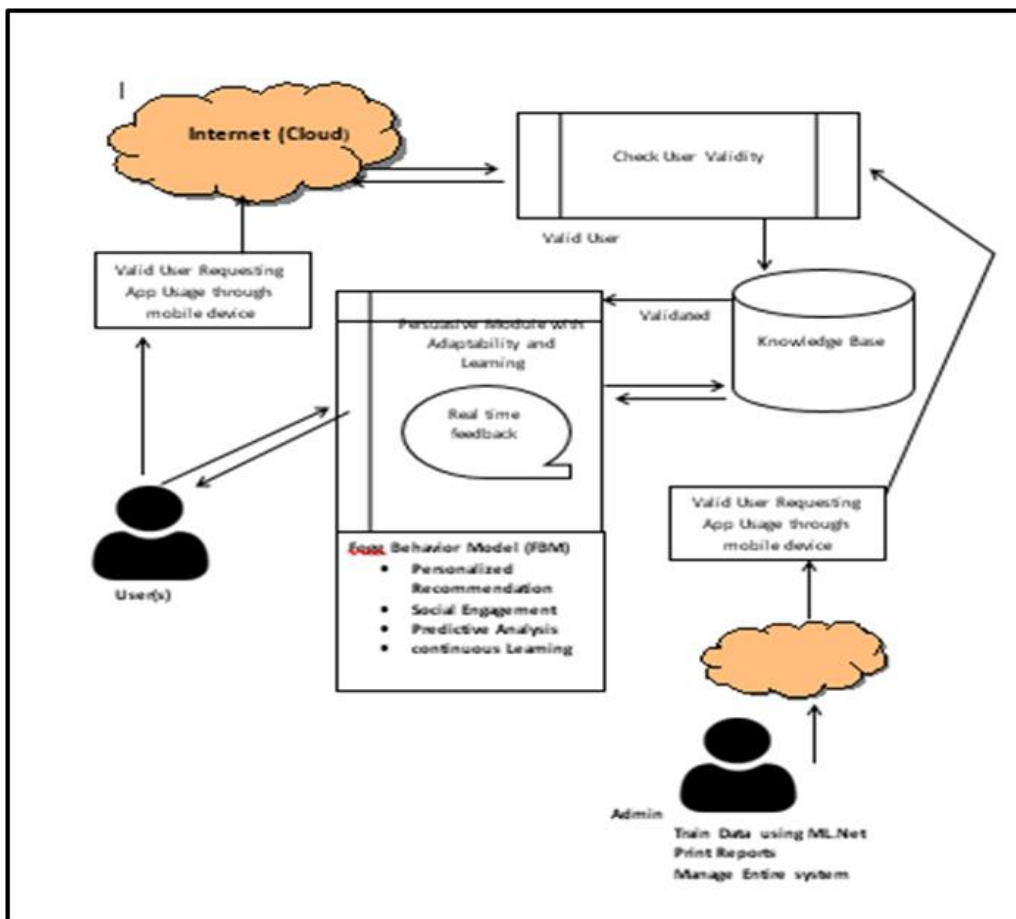 Internet (Cloud)
Check User Validity
Valid User
Valid User Requesting
App Usage through
mobile device
Validated
Knowledge Base
Persuasive Module with
Adaptability and
Learning
Real time
feedback
User(s)
Behavior Model (FBM)
• Personalized
Recommendation
• Social Engagement
• Predictive Analysis
• continuous Learning
Valid User Requesting
App Usage through
mobile device
Admin
Train Data using ML.Net
Print Reports
Manage Entire system